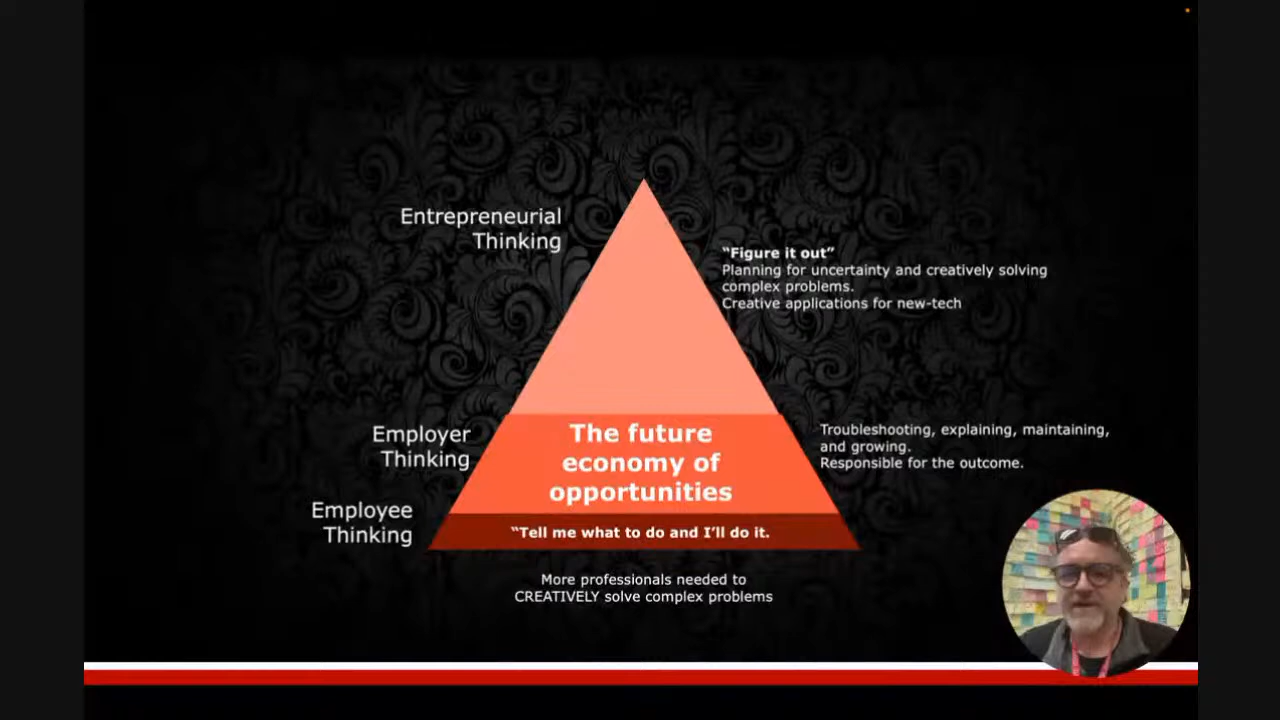 Entrepreneurial
Thinking
“Figure it out”
Planning for uncertainty and creatively solving
complex problems.
Creative applications for new-tech
Employer
Thinking
The future
economy of
opportunities
Troubleshooting, explaining, maintaining,
and growing.
Responsible for the outcome.
Employee
Thinking
“Tell me what to do and I’ll do it.
More professionals needed to
CREATIVELY solve complex problems